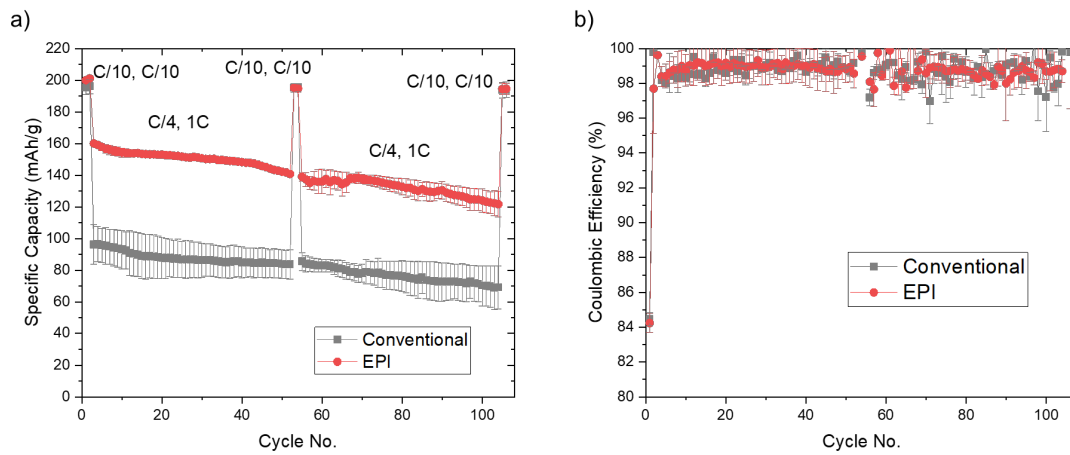 a)
Specific Capacity (mAh/g)
220
200
180
160
140
120
100
80
60
40
20
0
C/10, C/10
C/10, C/10
C/10, C/10
C/4, 1C
C/4, 1C
Conventional
EPI
0
20
40
60
80
100
Cycle No.
b)
Coulombic Efficiency (%)
100
98
96
94
92
90
88
86
84
82
80
Conventional
EPI
0
20
40
60
80
100
Cycle No.